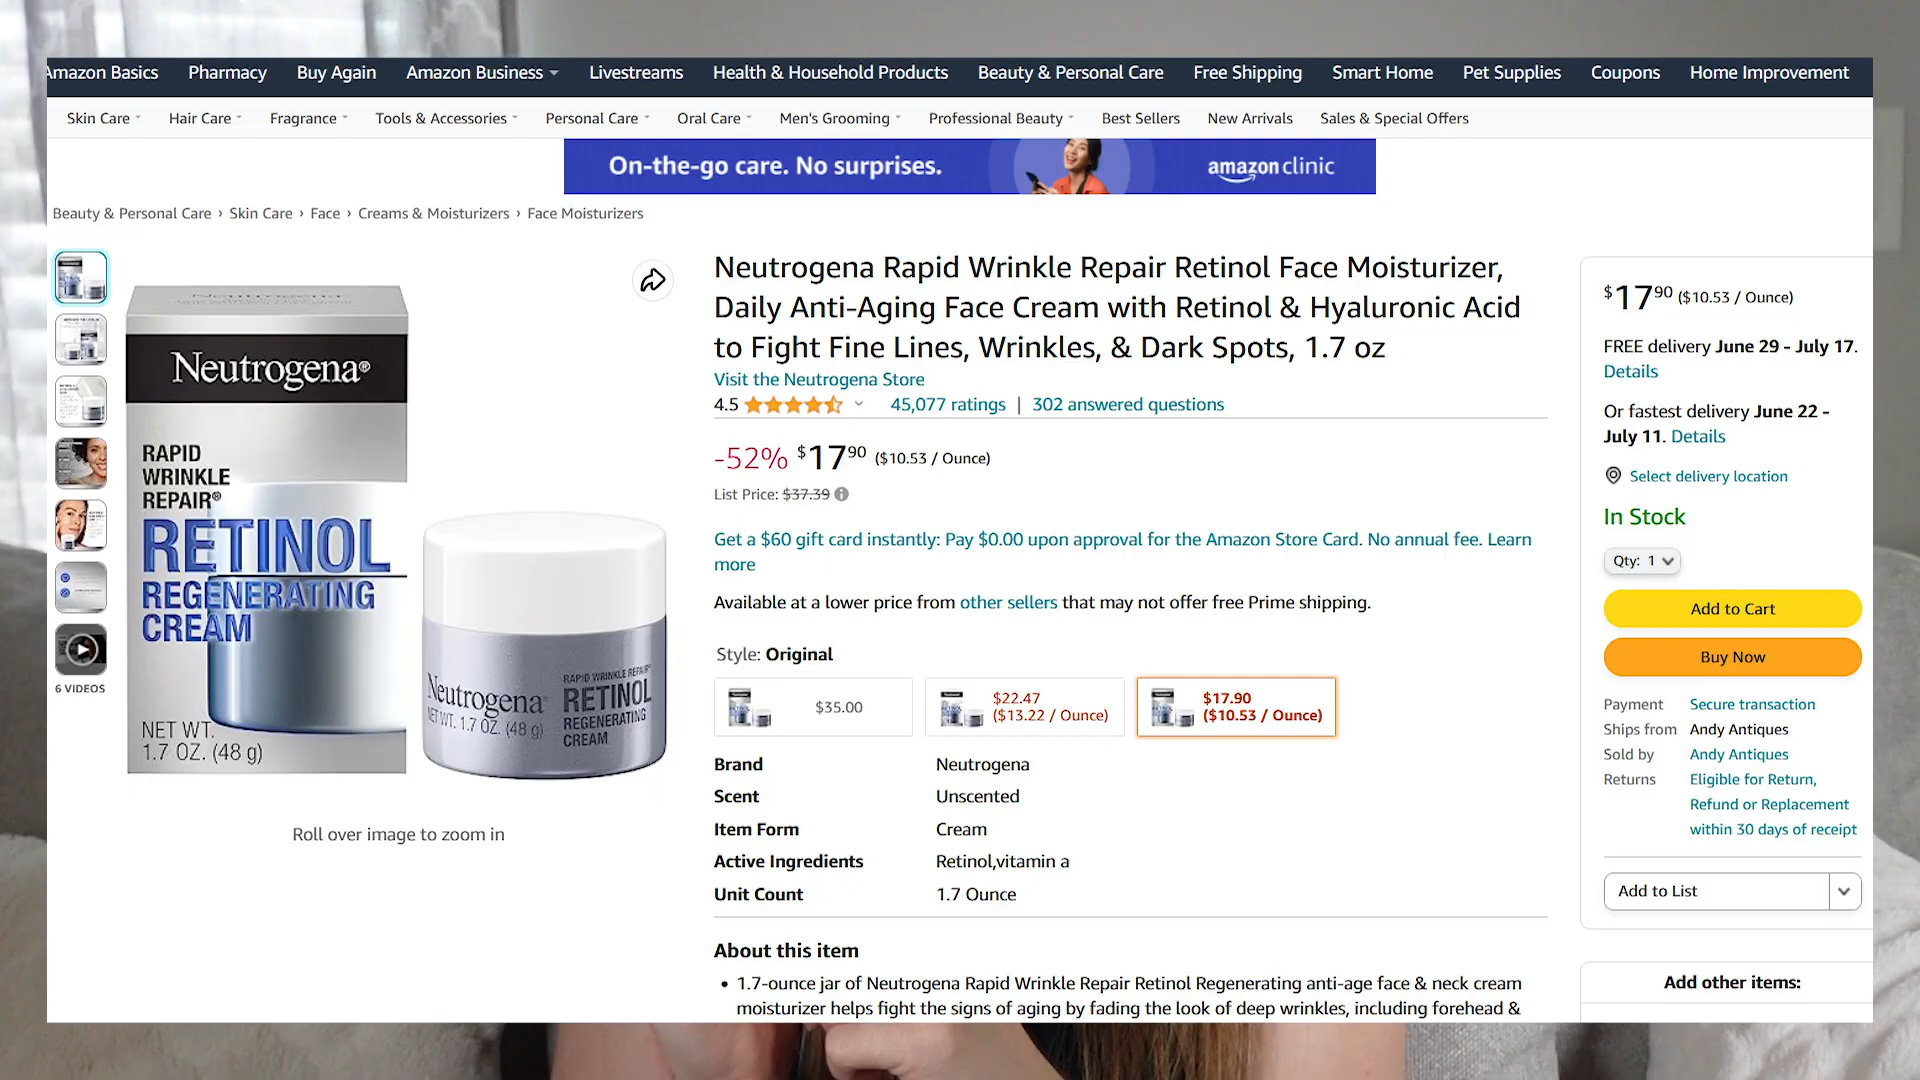 Amazon Basics Pharmacy Buy Again Amazon Business Livestreams Health & Household Products Beauty & Personal Care Free Shipping Smart Home Pet Supplies Coupons Home Improvement
Skin Care Hair Care Fragrance Tools & Accessories Personal Care Oral Care Men's Grooming Professional Beauty Best Sellers New Arrivals Sales & Special Offers
On-the-go care. No surprises. amazon clinic
Beauty & Personal Care › Skin Care › Face › Creams & Moisturizers › Face Moisturizers
6 VIDEOS
Neutrogena
Neutrogena®
RAPID
WRINKLE
REPAIR®
RETINOL
REGENERATING
CREAM
NET WT.
1.7 OZ. (48 g)
Neutrogena®
NET WT. 1.7 OZ. (48 g)
RAPID WRINKLE REPAIR®
RETINOL
REGENERATING
CREAM
Roll over image to zoom in
Neutrogena Rapid Wrinkle Repair Retinol Face Moisturizer,
Daily Anti-Aging Face Cream with Retinol & Hyaluronic Acid
to Fight Fine Lines, Wrinkles, & Dark Spots, 1.7 oz
Visit the Neutrogena Store
4.5 45,077 ratings | 302 answered questions
-52% $1790 ($10.53 / Ounce)
List Price: $37.39
Get a $60 gift card instantly: Pay $0.00 upon approval for the Amazon Store Card. No annual fee. Learn
more
Available at a lower price from other sellers that may not offer free Prime shipping.
Style: Original
$35.00
$22.47
($13.22 / Ounce)
$17.90
($10.53 / Ounce)
Brand Neutrogena
Scent Unscented
Item Form Cream
Active Ingredients Retinol,vitamin a
Unit Count 1.7 Ounce
About this item
• 1.7-ounce jar of Neutrogena Rapid Wrinkle Repair Retinol Regenerating anti-age face & neck cream
moisturizer helps fight the signs of aging by fading the look of deep wrinkles, including forehead &
$1790 ($10.53 / Ounce)
FREE delivery June 29 - July 17.
Details
Or fastest delivery June 22 -
July 11. Details
Select delivery location
In Stock
Qty: 1
Add to Cart
Buy Now
Payment Secure transaction
Ships from Andy Antiques
Sold by Andy Antiques
Returns Eligible for Return,
Refund or Replacement
within 30 days of receipt
Add to List
Add other items: